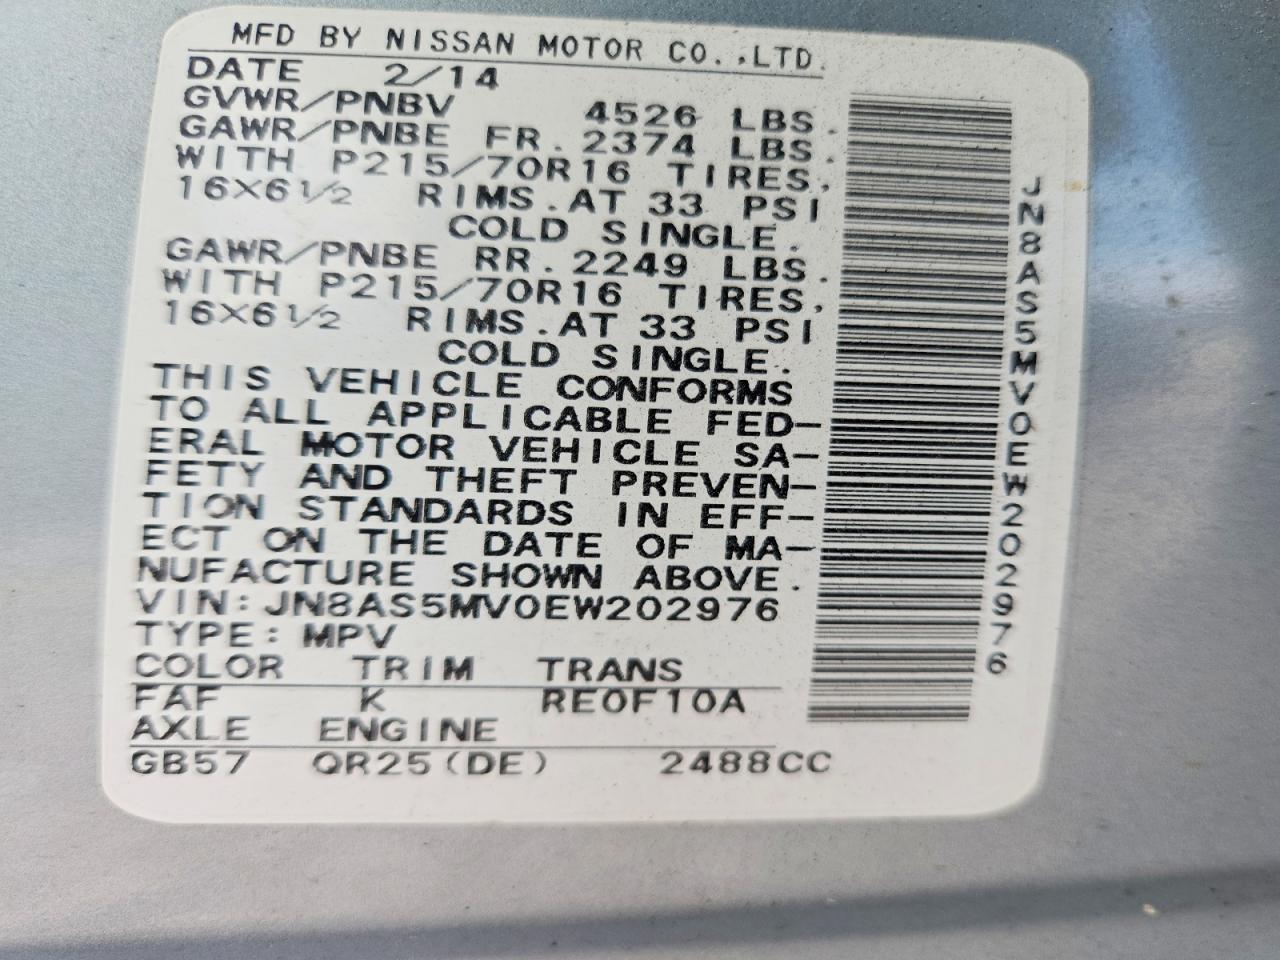 MFD BY NISSAN MOTOR CO.,LTD.
DATE 2/14
GVWR/PNBV 4526 LBS.
GAWR/PNBE FR. 2374 LBS.
WITH P215/70R16 TIRES,
16X6 1/2 RIMS. AT 33 PSI
COLD SINGLE.
GAWR/PNBE RR. 2249 LBS.
WITH P215/70R16 TIRES,
16X6 1/2 RIMS. AT 33 PSI
COLD SINGLE.
THIS VEHICLE CONFORMS
TO ALL APPLICABLE FED-
ERAL MOTOR VEHICLE SA-
FETY AND THEFT PREVEN-
TION STANDARDS IN EFF-
ECT ON THE DATE OF MA-
NUFACTURE SHOWN ABOVE.
VIN: JN8AS5MV0EW202976
TYPE: MPV
COLOR TRIM TRANS
FAF K RE0F10A
AXLE ENGINE
GB57 QR25(DE) 2488CC
JN8AS5MV0EW202976